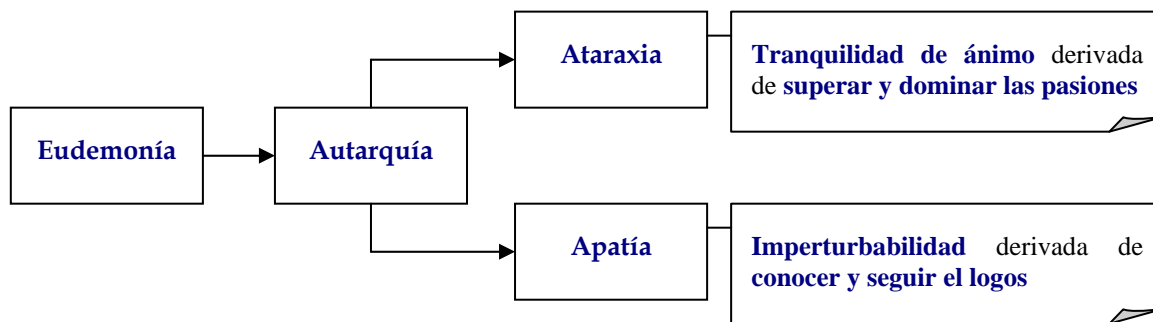 Ataraxia
Tranquilidad de ánimo derivada
de superar y dominar las pasiones
Eudemonía
Autarquía
Apatía
Imperturbabilidad derivada de
conocer y seguir el logos